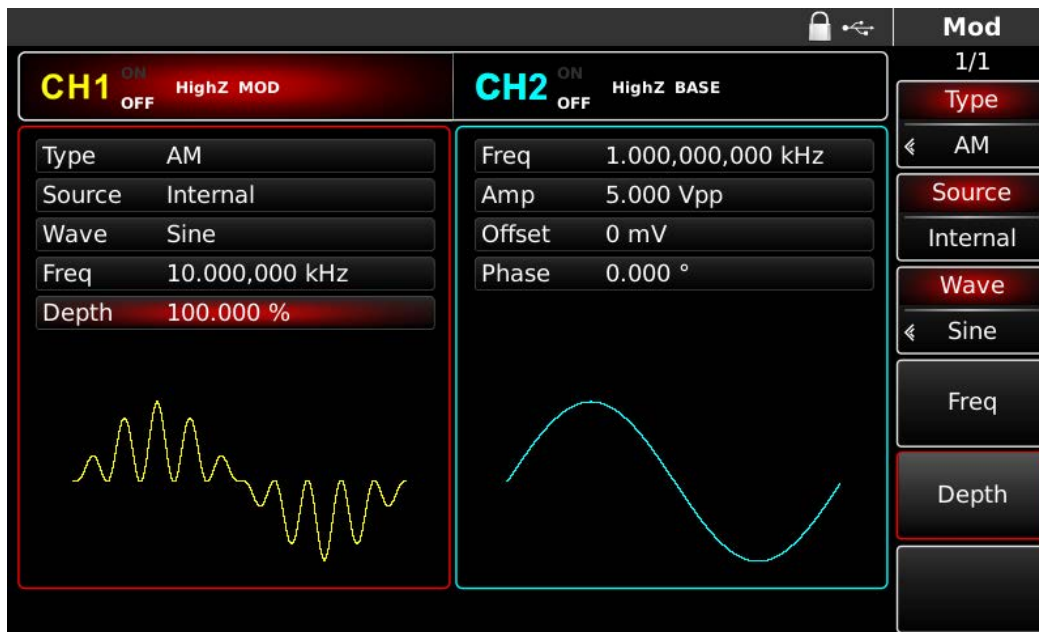 Mod
1/1
CH1 ON OFF HighZ MOD
CH2 ON OFF HighZ BASE
Type AM
Source Internal
Wave Sine
Freq 10.000,000 kHz
Depth 100.000 %
Freq 1.000,000,000 kHz
Amp 5.000 Vpp
Offset 0 mV
Phase 0.000 °
Type
AM
Source
Internal
Wave
Sine
Freq
Depth